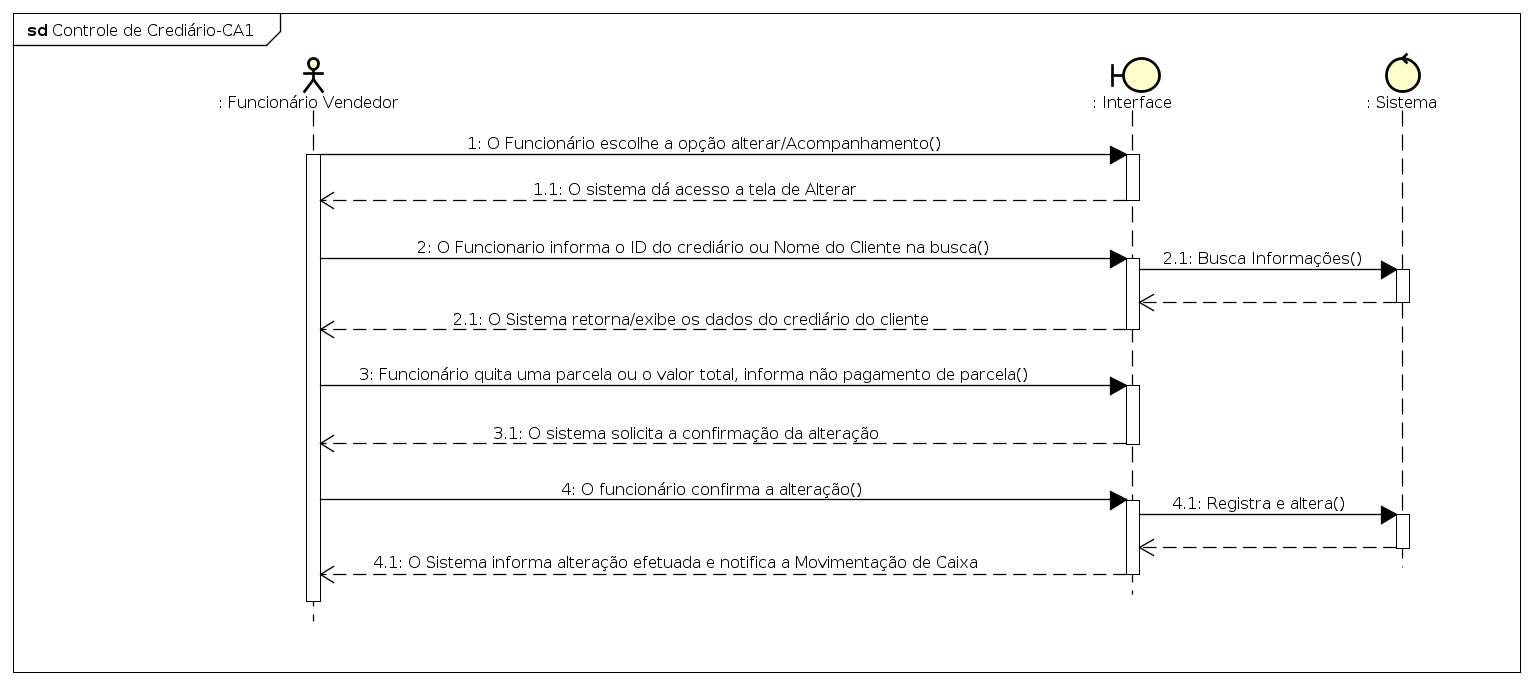 sd Controle de Crediário-CA1
: Funcionário Vendedor
: Interface
: Sistema
1: O Funcionário escolhe a opção alterar/Acompanhamento()
1.1: O sistema dá acesso a tela de Alterar
2: O Funcionario informa o ID do crediário ou Nome do Cliente na busca()
2.1: Busca Informações()
2.1: O Sistema retorna/exibe os dados do crediário do cliente
3: Funcionário quita uma parcela ou o valor total, informa não pagamento de parcela()
3.1: O sistema solicita a confirmação da alteração
4: O funcionário confirma a alteração()
4.1: Registra e altera()
4.1: O Sistema informa alteração efetuada e notifica a Movimentação de Caixa